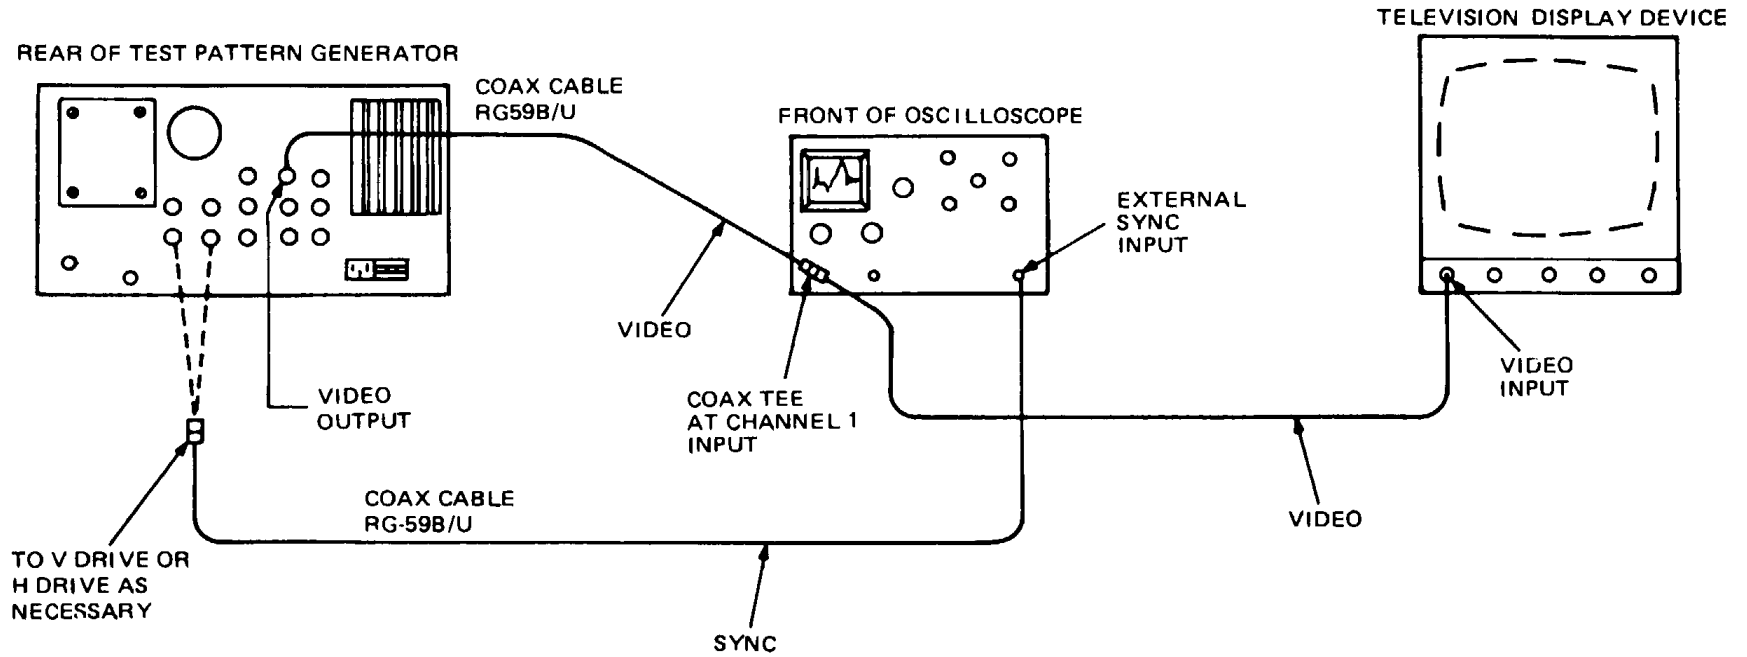 TELEVISION DISPLAY DEVICE
REAR OF TEST PATTERN GENERATOR
COAX CABLE
RG59B/U
FRONT OF OSCILLOSCOPE
EXTERNAL
SYNC
INPUT
VIDEO
VIDEO
INPUT
VIDEO
OUTPUT
COAX TEE
AT CHANNEL 1
INPUT
COAX CABLE
RG-59B/U
VIDEO
TO V DRIVE OR
H DRIVE AS
NECESSARY
SYNC